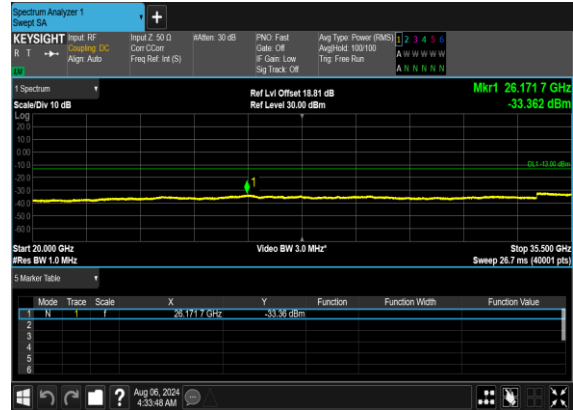 Spectrum Analyzer 1
Swept SA
KEYSIGHT Input: RF Input Z: 50 Ω #Atten: 30 dB PNO: Fast Avg Type: Power (RMS) 1 2 3 4 5 6
R T Coupling: DC Corr CCorr Gate: Off Avg|Hold: 100/100 A W W W W W
Align: Auto Freq Ref: Int (S) IF Gain: Low Trig: Free Run
Sig Track: Off A N N N N N
1 Spectrum Ref Lvl Offset 18.81 dB Mkr1 26.171 7 GHz
Scale/Div 10 dB Ref Level 30.00 dBm -33.362 dBm
Log
20.0
10.0
0.00
-10.0 DL1 -13.00 dBm
-20.0
-30.0
-40.0
-50.0
-60.0
1
Start 20.000 GHz Video BW 3.0 MHz* Stop 35.500 GHz
#Res BW 1.0 MHz Sweep 26.7 ms (40001 pts)
5 Marker Table
Mode Trace Scale X Y Function Function Width Function Value
1 N 1 f 26.171 7 GHz -33.36 dBm
2
3
4
5
6
? Aug 06, 2024
4:33:48 AM